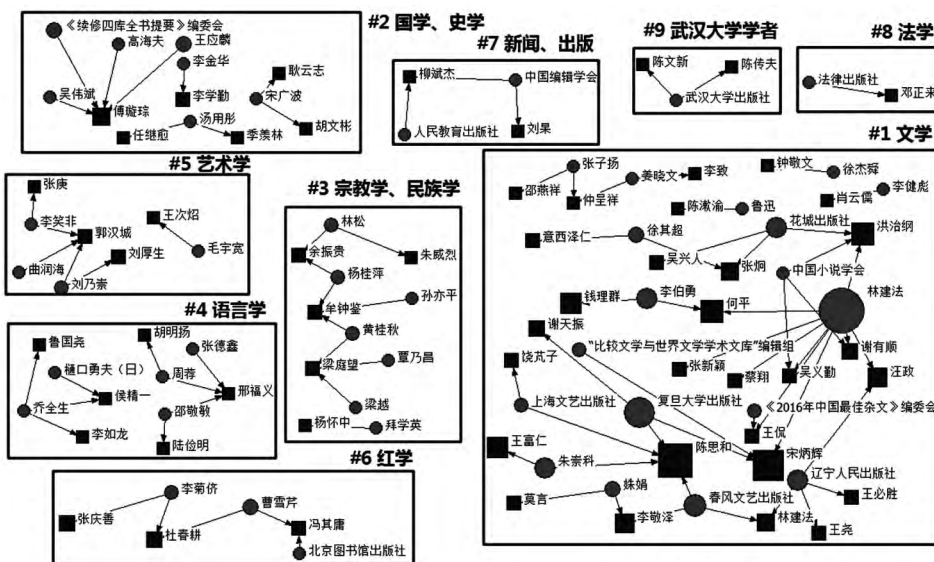 #2 国学、史学
《续修四库全书提要》编委会
高海夫
王应麟
李金华
耿云志
吴伟斌
傅璇琮
李学勤
宋广波
汤用彤
任继愈
季羡林
胡文彬
#7 新闻、出版
柳斌杰
中国编辑学会
人民教育出版社
刘杲
#9 武汉大学学者
陈文新
陈传夫
武汉大学出版社
#8 法学
法律出版社
邓正来
#5 艺术学
张庚
李笑非
郭汉城
王次炤
曲润海
刘厚生
毛宇宽
刘乃崇
#3 宗教学、民族学
林松
余振贵
朱威烈
杨桂萍
牟钟鉴
孙亦平
黄桂秋
梁庭望
覃乃昌
梁越
杨怀中
拜学英
#4 语言学
鲁国尧
胡明扬
张德鑫
樋口勇夫（日）
周荐
侯精一
邢福义
乔全生
邵敬敏
李如龙
陆俭明
#6 红学
李菊侪
曹雪芹
张庆善
杜春耕
冯其庸
北京图书馆出版社
#1 文学
张子扬
姜晓文
李致
钟敬文
徐杰舜
邵燕祥
仲呈祥
肖云儒
李健彪
陈漱渝
鲁迅
花城出版社
洪治纲
意西泽仁
徐其超
吴兴人
张炯
中国小说学会
林建法
钱理群
李伯勇
何平
谢天振
“比较文学与世界文学学术文库”编辑组
谢有顺
饶芃子
张新颖
蔡翔
吴义勤
汪政
上海文艺出版社
复旦大学出版社
《2016年中国最佳杂文》编委会
王侃
王富仁
陈思和
宋炳辉
朱崇科
辽宁人民出版社
莫言
姝娟
李敬泽
春风文艺出版社
林建法
王必胜
王尧